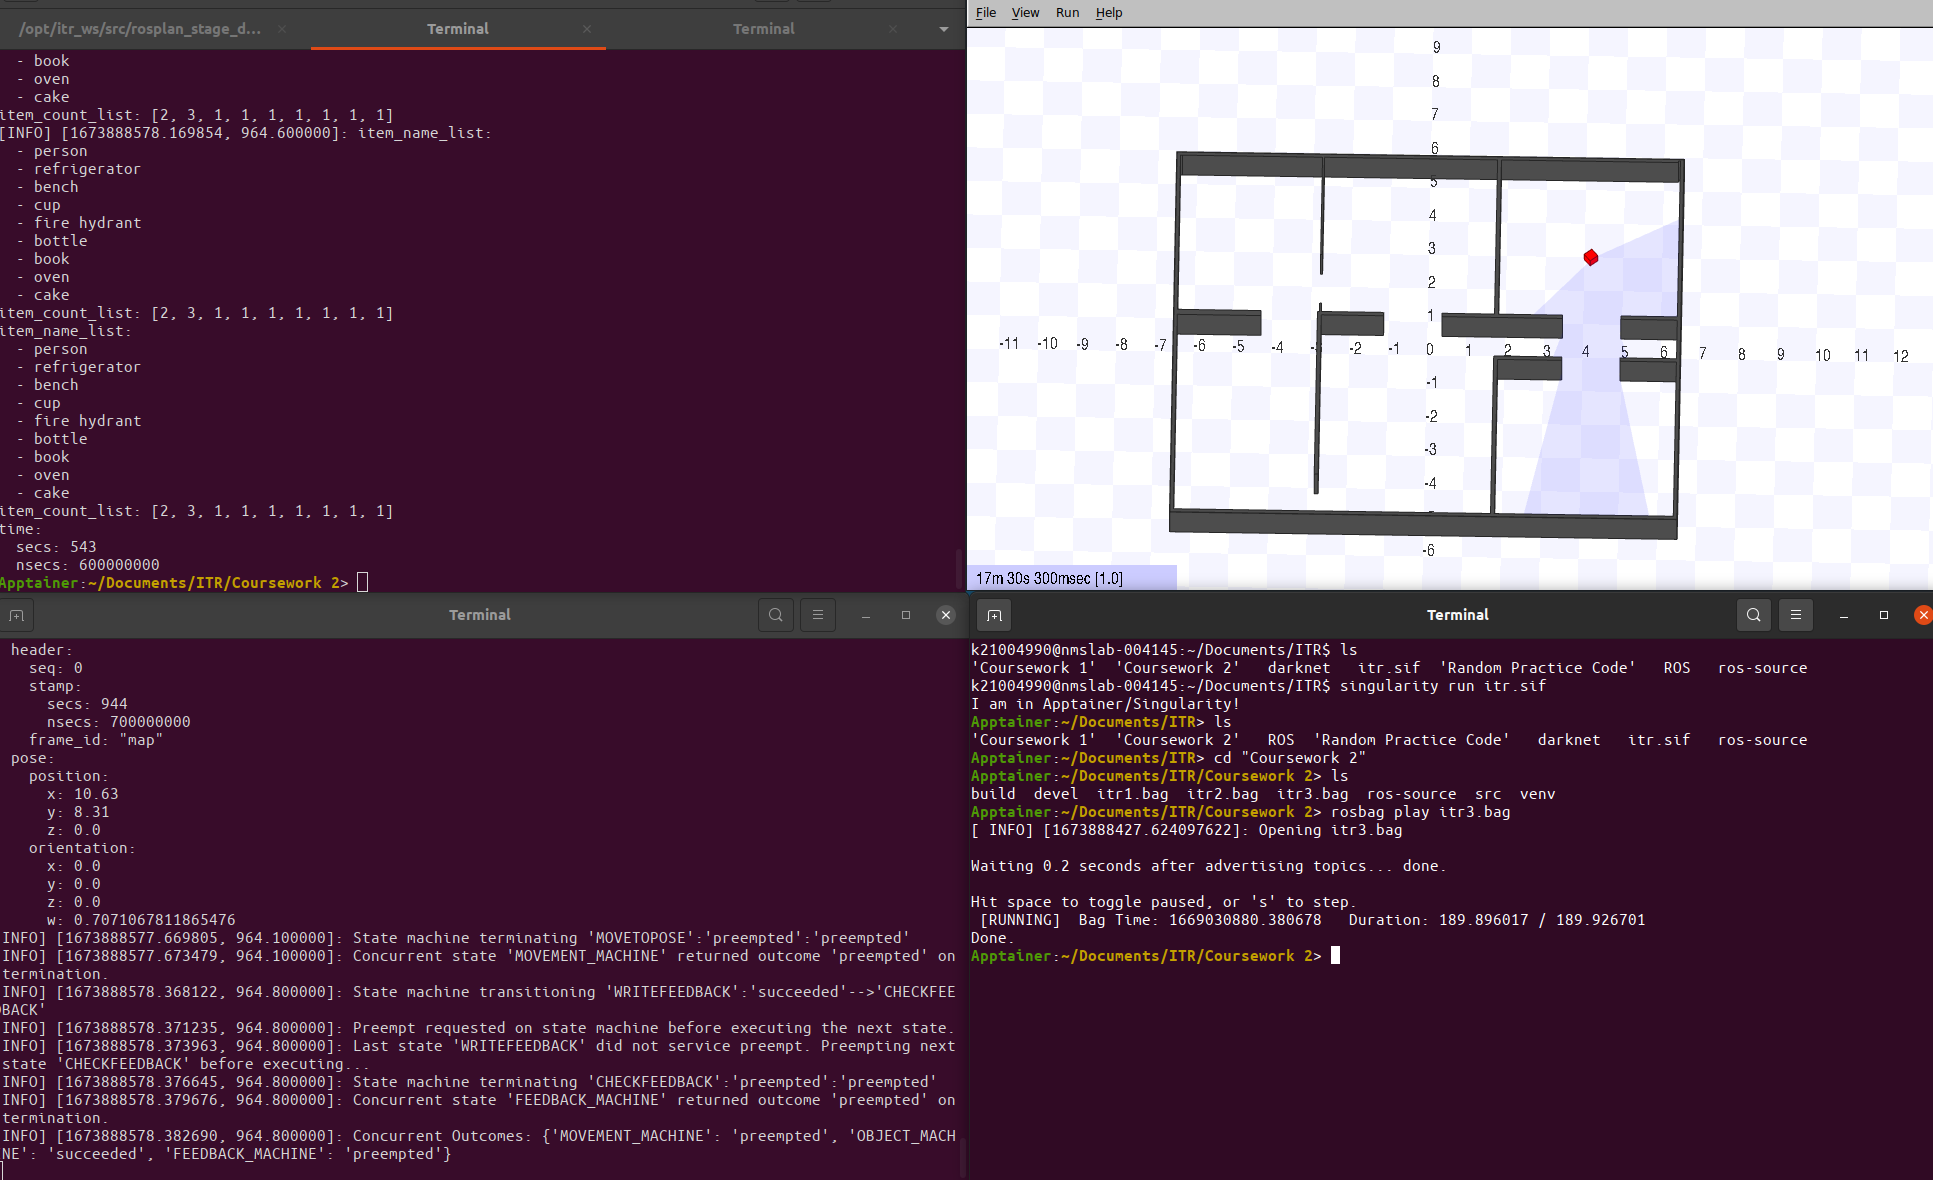 /opt/itr_ws/src/rosplan_stage_d...
Terminal
Terminal
- book
- oven
- cake
item_count_list: [2, 3, 1, 1, 1, 1, 1, 1, 1]
[INFO] [1673888578.169854, 964.600000]: item_name_list:
- person
- refrigerator
- bench
- cup
- fire hydrant
- bottle
- book
- oven
- cake
item_count_list: [2, 3, 1, 1, 1, 1, 1, 1, 1]
item_name_list:
- person
- refrigerator
- bench
- cup
- fire hydrant
- bottle
- book
- oven
- cake
item_count_list: [2, 3, 1, 1, 1, 1, 1, 1, 1]
time:
secs: 543
nsecs: 600000000
Apptainer:~/Documents/ITR/Coursework 2>
File View Run Help
9
8
7
6
5
4
3
2
1
-11 -10 -9 -8 -7 -6 -5 -4 -2 -1 0 1 2 3 4 5 6 7 8 9 10 11 12
-1
-2
-3
-4
-6
17m 30s 300msec [1.0]
Terminal
header:
seq: 0
stamp:
secs: 944
nsecs: 700000000
frame_id: "map"
pose:
position:
x: 10.63
y: 8.31
z: 0.0
orientation:
x: 0.0
y: 0.0
z: 0.0
w: 0.7071067811865476
INFO] [1673888577.669805, 964.100000]: State machine terminating 'MOVETOPOSE':'preempted':'preempted'
INFO] [1673888577.673479, 964.100000]: Concurrent state 'MOVEMENT_MACHINE' returned outcome 'preempted' on
termination.
INFO] [1673888578.368122, 964.800000]: State machine transitioning 'WRITEFEEDBACK':'succeeded'-->'CHECKFEE
DBACK'
INFO] [1673888578.371235, 964.800000]: Preempt requested on state machine before executing the next state.
INFO] [1673888578.373963, 964.800000]: Last state 'WRITEFEEDBACK' did not service preempt. Preempting next
state 'CHECKFEEDBACK' before executing...
INFO] [1673888578.376645, 964.800000]: State machine terminating 'CHECKFEEDBACK':'preempted':'preempted'
INFO] [1673888578.379676, 964.800000]: Concurrent state 'FEEDBACK_MACHINE' returned outcome 'preempted' on
termination.
INFO] [1673888578.382690, 964.800000]: Concurrent Outcomes: {'MOVEMENT_MACHINE': 'preempted', 'OBJECT_MACH
NE': 'succeeded', 'FEEDBACK_MACHINE': 'preempted'}
Terminal
k21004990@nmslab-004145:~/Documents/ITR$ ls
'Coursework 1' 'Coursework 2' darknet itr.sif 'Random Practice Code' ROS ros-source
k21004990@nmslab-004145:~/Documents/ITR$ singularity run itr.sif
I am in Apptainer/Singularity!
Apptainer:~/Documents/ITR> ls
'Coursework 1' 'Coursework 2' ROS 'Random Practice Code' darknet itr.sif ros-source
Apptainer:~/Documents/ITR> cd "Coursework 2"
Apptainer:~/Documents/ITR/Coursework 2> ls
build devel itr1.bag itr2.bag itr3.bag ros-source src venv
Apptainer:~/Documents/ITR/Coursework 2> rosbag play itr3.bag
[ INFO] [1673888427.624097622]: Opening itr3.bag
Waiting 0.2 seconds after advertising topics... done.
Hit space to toggle paused, or 's' to step.
[RUNNING] Bag Time: 1669030880.380678 Duration: 189.896017 / 189.926701
Done.
Apptainer:~/Documents/ITR/Coursework 2>